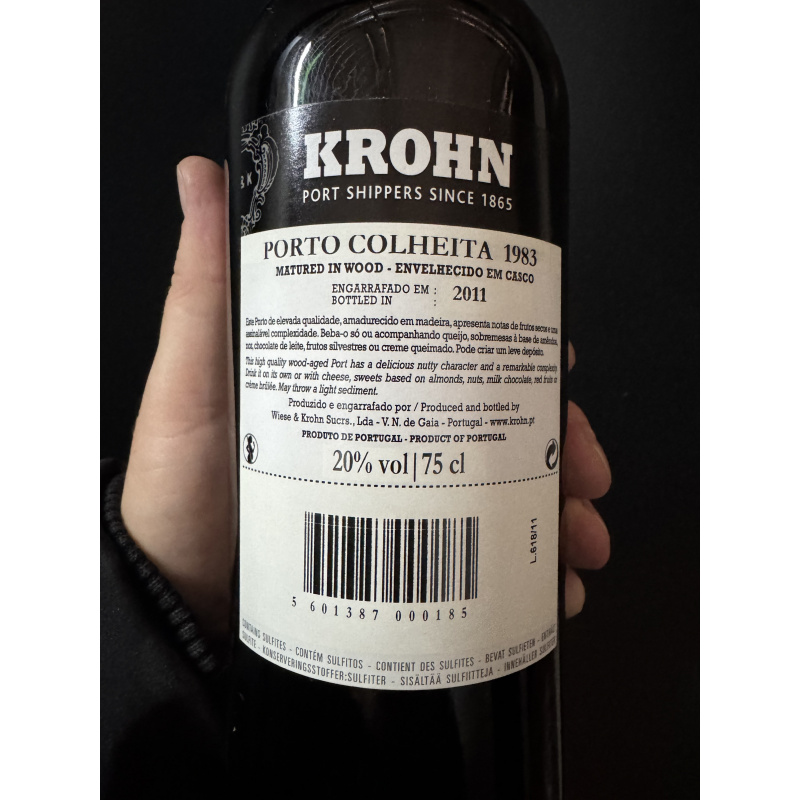 & K
KROHN
PORT SHIPPERS SINCE 1865
PORTO COLHEITA 1983
MATURED IN WOOD - ENVELHECIDO EM CASCO
ENGARRAFADO EM :
BOTTLED IN : 2011
Este Porto de elevada qualidade, amadurecido em madeira, apresenta notas de frutos secos e uma
assinalável complexidade. Beba-o só ou acompanhando queijo, sobremesas à base de amêndoa,
noz, chocolate de leite, frutos silvestres ou creme queimado. Pode criar um leve depósito.
This high quality wood-aged Port has a delicious nutty character and a remarkable complexity.
Drink it on its own or with cheese, sweets based on almonds, nuts, milk chocolate, red fruits or
crème brûlée. May throw a light sediment.
Produzido e engarrafado por / Produced and bottled by
Wiese & Krohn Sucrs., Lda - V. N. de Gaia - Portugal - www.krohn.pt
PRODUTO DE PORTUGAL - PRODUCT OF PORTUGAL
20% vol | 75 cl
L.618/11
5 601387 000185
CONTAINS SULFITES - CONTÉM SULFITOS - CONTIENT DES SULFITES - BEVAT SULFIETEN -
SULFITE - KONSERVERINGSSTOFFER:SULFITER - SISÄLTÄÄ SULFIITTEJA - INNEHÅLLER